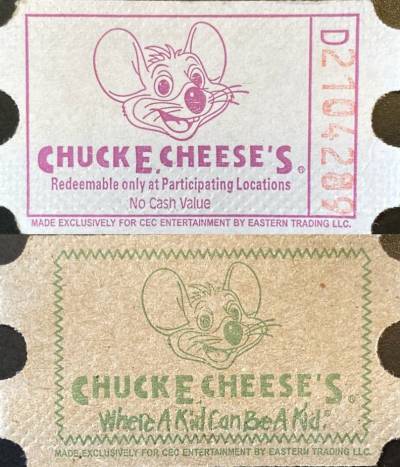 CHUCK E. CHEESE'S®
Redeemable only at Participating Locations
No Cash Value
D2704289
MADE EXCLUSIVELY FOR CEC ENTERTAINMENT BY EASTERN TRADING LLC.
CHUCK E. CHEESE'S®
Where A Kid Can Be A Kid.®
MADE EXCLUSIVELY FOR CEC ENTERTAINMENT BY EASTERN TRADING LLC.